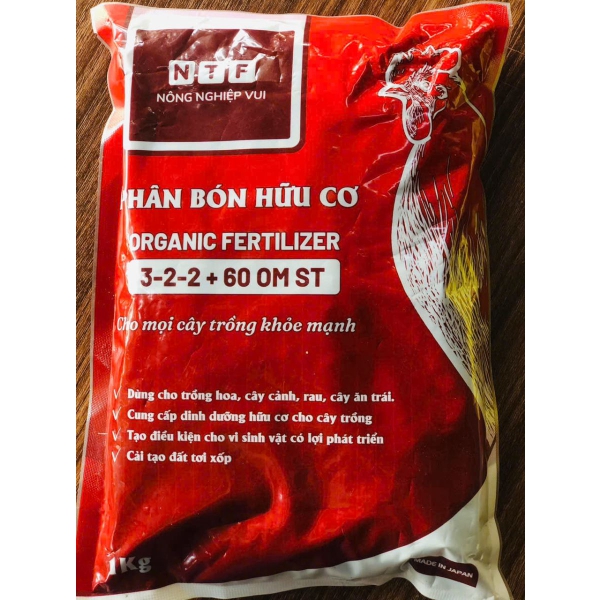 NTF
NÔNG NGHIỆP VUI
PHÂN BÓN HỮU CƠ
ORGANIC FERTILIZER
3-2-2 + 60 OM ST
Cho mọi cây trồng khỏe mạnh
√ Dùng cho trồng hoa, cây cảnh, rau, cây ăn trái.
√ Cung cấp dinh dưỡng hữu cơ cho cây trồng
√ Tạo điều kiện cho vi sinh vật có lợi phát triển
√ Cải tạo đất tơi xốp
1Kg
MADE IN JAPAN